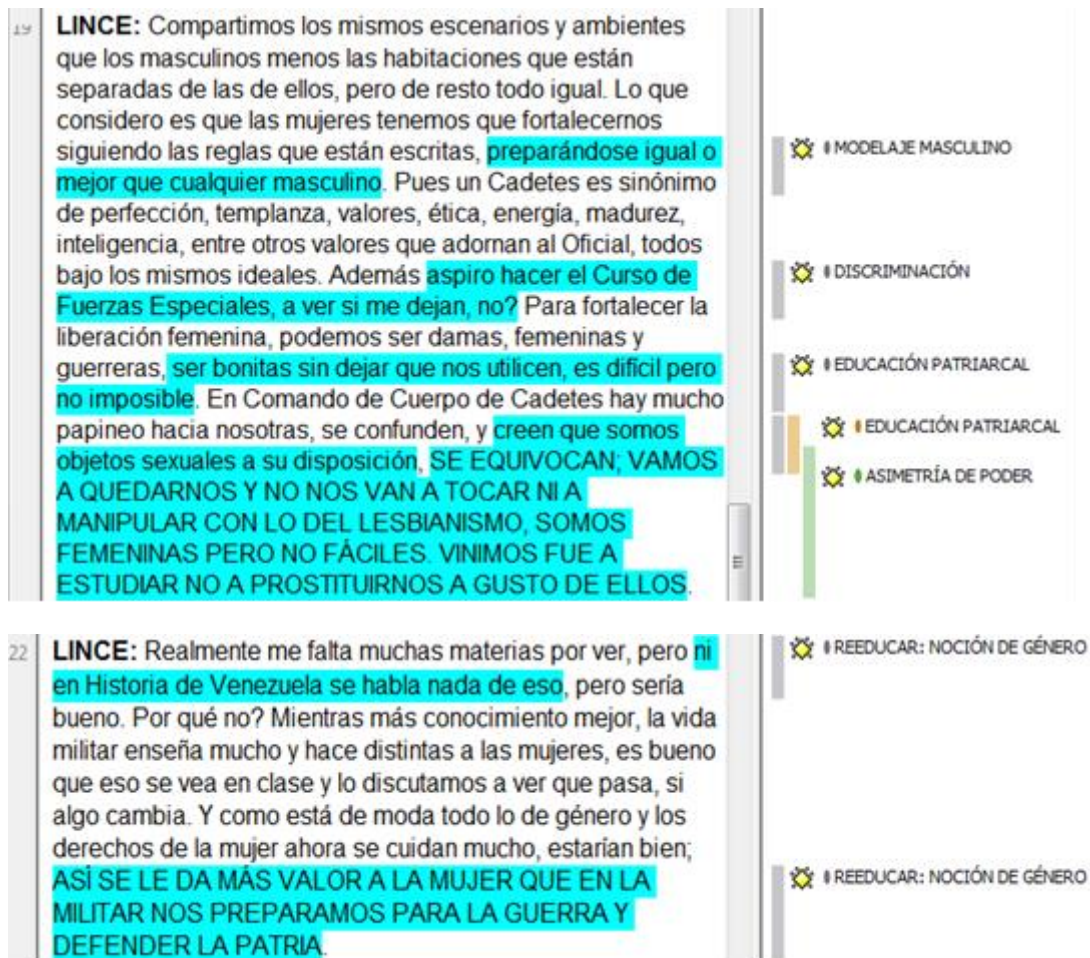 19 LINCE: Compartimos los mismos escenarios y ambientes
que los masculinos menos las habitaciones que están
separadas de las de ellos, pero de resto todo igual. Lo que
considero es que las mujeres tenemos que fortalecernos
siguiendo las reglas que están escritas, preparándose igual o
mejor que cualquier masculino. Pues un Cadetes es sinónimo
de perfección, templanza, valores, ética, energía, madurez,
inteligencia, entre otros valores que adornan al Oficial, todos
bajo los mismos ideales. Además aspiro hacer el Curso de
Fuerzas Especiales, a ver si me dejan, no? Para fortalecer la
liberación femenina, podemos ser damas, femeninas y
guerreras, ser bonitas sin dejar que nos utilicen, es difícil pero
no imposible. En Comando de Cuerpo de Cadetes hay mucho
papineo hacia nosotras, se confunden, y creen que somos
objetos sexuales a su disposición, SE EQUIVOCAN; VAMOS
A QUEDARNOS Y NO NOS VAN A TOCAR NI A
MANIPULAR CON LO DEL LESBIANISMO, SOMOS
FEMENINAS PERO NO FÁCILES. VINIMOS FUE A
ESTUDIAR NO A PROSTITUIRNOS A GUSTO DE ELLOS.
MODELAJE MASCULINO
DISCRIMINACIÓN
EDUCACIÓN PATRIARCAL
EDUCACIÓN PATRIARCAL
ASIMETRÍA DE PODER
22 LINCE: Realmente me falta muchas materias por ver, pero ni
en Historia de Venezuela se habla nada de eso, pero sería
bueno. Por qué no? Mientras más conocimiento mejor, la vida
militar enseña mucho y hace distintas a las mujeres, es bueno
que eso se vea en clase y lo discutamos a ver que pasa, si
algo cambia. Y como está de moda todo lo de género y los
derechos de la mujer ahora se cuidan mucho, estarían bien;
ASÍ SE LE DA MÁS VALOR A LA MUJER QUE EN LA
MILITAR NOS PREPARAMOS PARA LA GUERRA Y
DEFENDER LA PATRIA.
REEDUCAR: NOCIÓN DE GÉNERO
REEDUCAR: NOCIÓN DE GÉNERO